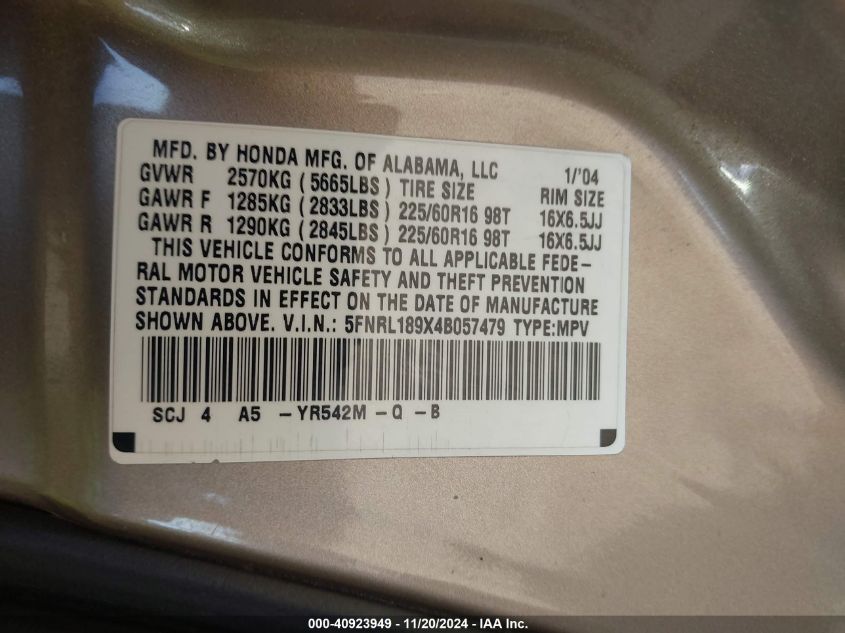 MFD. BY HONDA MFG. OF ALABAMA, LLC 1/'04
GVWR 2570KG ( 5665LBS ) TIRE SIZE RIM SIZE
GAWR F 1285KG ( 2833LBS ) 225/60R16 98T 16X6.5JJ
GAWR R 1290KG ( 2845LBS ) 225/60R16 98T 16X6.5JJ
THIS VEHICLE CONFORMS TO ALL APPLICABLE FEDE-
RAL MOTOR VEHICLE SAFETY AND THEFT PREVENTION
STANDARDS IN EFFECT ON THE DATE OF MANUFACTURE
SHOWN ABOVE. V.I.N.: 5FNRL189X4B057479 TYPE:MPV
SCJ 4 A5 -YR542M -Q -B
000-40923949 - 11/20/2024 - IAA Inc.